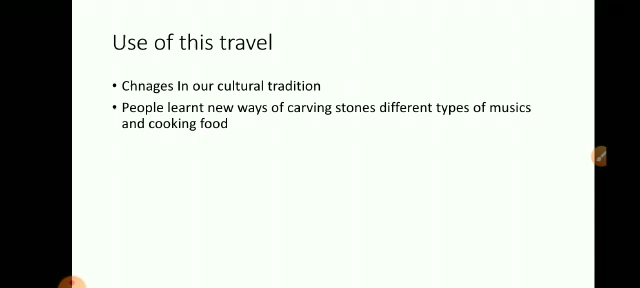 Use of this travel
• Chnages In our cultural tradition
• People learnt new ways of carving stones different types of musics
and cooking food